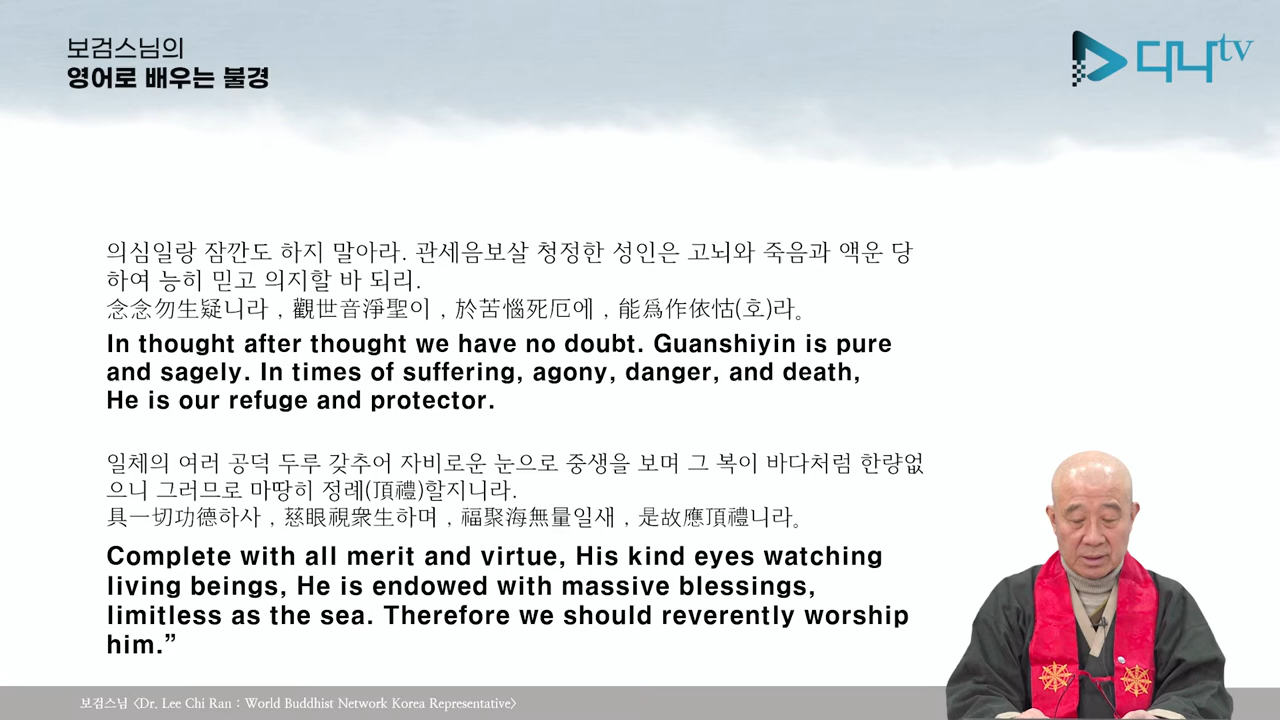 보검스님의
영어로 배우는 불경
다나tv
의심일랑 잠깐도 하지 말아라. 관세음보살 청정한 성인은 고뇌와 죽음과 액운 당
하여 능히 믿고 의지할 바 되리.
念念勿生疑니라 , 觀世音淨聖이 , 於苦惱死厄에 , 能爲作依怙(호)라。
In thought after thought we have no doubt. Guanshiyin is pure
and sagely. In times of suffering, agony, danger, and death,
He is our refuge and protector.
일체의 여러 공덕 두루 갖추어 자비로운 눈으로 중생을 보며 그 복이 바다처럼 한량없
으니 그러므로 마땅히 정례(頂禮)할지니라.
具一切功德하사 , 慈眼視衆生하며 , 福聚海無量일새 , 是故應頂禮니라。
Complete with all merit and virtue, His kind eyes watching
living beings, He is endowed with massive blessings,
limitless as the sea. Therefore we should reverently worship
him.”
보검스님 〈Dr. Lee Chi Ran : World Buddhist Network Korea Representative〉